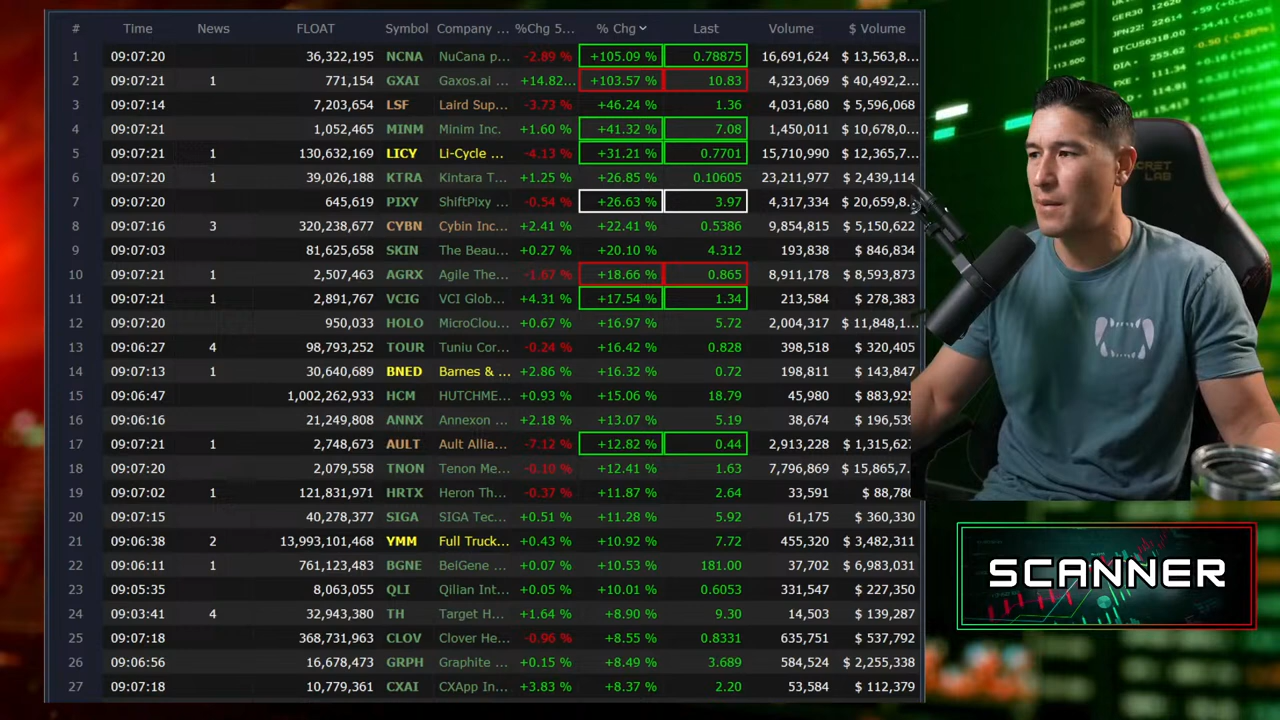 # Time News FLOAT Symbol Company ... %Chg 5... % Chg Last Volume $ Volume
1 09:07:20 36,322,195 NCNA NuCana p... -2.89 % +105.09 % 0.78875 16,691,624 $ 13,563,8...
2 09:07:21 1 771,154 GXAI Gaxos.ai ... +14.82... +103.57 % 10.83 4,323,069 $ 40,492,2...
3 09:07:14 7,203,654 LSF Laird Sup... -3.73 % +46.24 % 1.36 4,031,680 $ 5,596,068
4 09:07:21 1,052,465 MINM Minim Inc. +1.60 % +41.32 % 7.08 1,450,011 $ 10,678,0...
5 09:07:21 1 130,632,169 LICY Li-Cycle ... -4.13 % +31.21 % 0.7701 15,710,990 $ 12,365,7...
6 09:07:20 1 39,026,188 KTRA Kintara T... +1.25 % +26.85 % 0.10605 23,211,977 $ 2,439,114
7 09:07:20 645,619 PIXY ShiftPixy ... -0.54 % +26.63 % 3.97 4,317,334 $ 20,659,8...
8 09:07:16 3 320,238,677 CYBN Cybin Inc... +2.41 % +22.41 % 0.5386 9,854,815 $ 5,150,622
9 09:07:03 81,625,558 SKIN The Beau... +0.27 % +20.10 % 4.312 193,838 $ 846,834
10 09:07:21 1 2,507,463 AGRX Agile The... -1.67 % +18.66 % 0.865 8,911,178 $ 8,593,873
11 09:07:21 1 2,891,767 VCIG VCI Glob... +4.31 % +17.54 % 1.34 213,584 $ 278,383
12 09:07:20 950,033 HOLO MicroClou... +0.67 % +16.97 % 5.72 2,004,317 $ 11,848,1...
13 09:06:27 4 98,793,252 TOUR Tuniu Cor... -0.24 % +16.42 % 0.828 398,518 $ 320,405
14 09:07:13 1 30,640,689 BNED Barnes & ... +2.86 % +16.32 % 0.72 198,811 $ 143,847
15 09:06:47 1,002,262,933 HCM HUTCHME... +0.93 % +15.06 % 18.79 45,980 $ 883,925
16 09:06:16 21,249,808 ANNX Annexon ... +2.18 % +13.07 % 5.19 38,674 $ 196,539
17 09:07:21 1 2,748,673 AULT Ault Allia... -7.12 % +12.82 % 0.44 2,913,228 $ 1,315,627
18 09:07:20 2,079,558 TNON Tenon Me... -0.10 % +12.41 % 1.63 7,796,869 $ 15,865,7...
19 09:07:02 1 121,831,971 HRTX Heron Th... -0.37 % +11.87 % 2.64 33,591 $ 88,780
20 09:07:15 40,278,377 SIGA SIGA Tec... +0.51 % +11.28 % 5.92 61,175 $ 360,330
21 09:06:38 2 13,993,101,468 YMM Full Truck... +0.43 % +10.92 % 7.72 455,320 $ 3,482,311
22 09:06:11 1 761,123,483 BGNE BeiGene ... +0.07 % +10.53 % 181.00 37,702 $ 6,983,031
23 09:05:35 8,063,055 QLI Qilian Int... +0.05 % +10.01 % 0.6053 331,547 $ 227,350
24 09:03:41 4 32,943,380 TH Target H... +1.64 % +8.90 % 9.30 14,503 $ 139,287
25 09:07:18 368,731,963 CLOV Clover He... -0.96 % +8.55 % 0.8331 635,751 $ 537,792
26 09:06:56 16,678,473 GRPH Graphite ... +0.15 % +8.49 % 3.689 584,524 $ 2,255,338
27 09:07:18 10,779,361 CXAI CXApp In... +3.83 % +8.37 % 2.20 53,584 $ 112,379
SCANNER